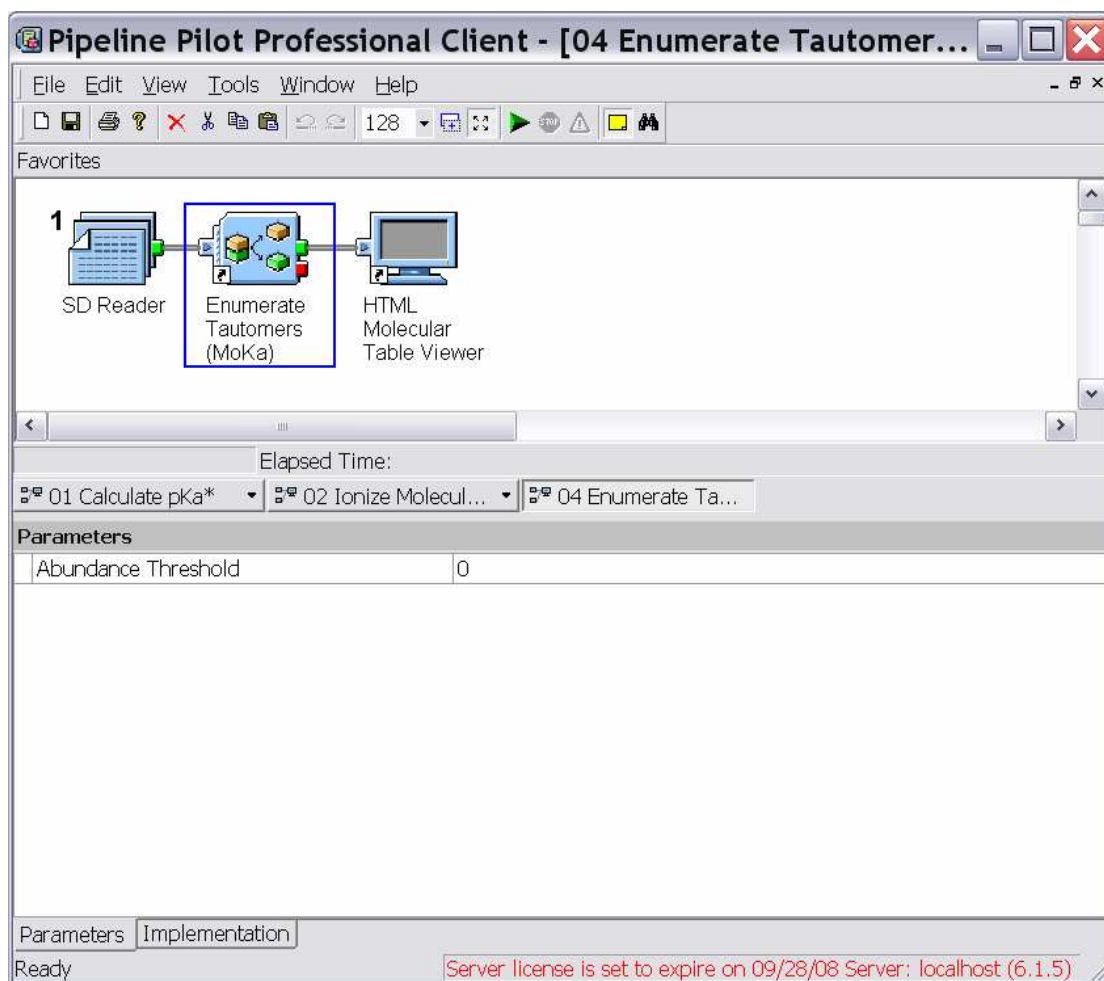 Pipeline Pilot Professional Client - [04 Enumerate Tautomer...
File Edit View Tools Window Help
128
STOP
Favorites
1
SD Reader
Enumerate
Tautomers
(MoKa)
HTML
Molecular
Table Viewer
Elapsed Time:
01 Calculate pKa* 02 Ionize Molecul... 04 Enumerate Ta...
Parameters
Abundance Threshold 0
Parameters Implementation
Ready Server license is set to expire on 09/28/08 Server: localhost (6.1.5)